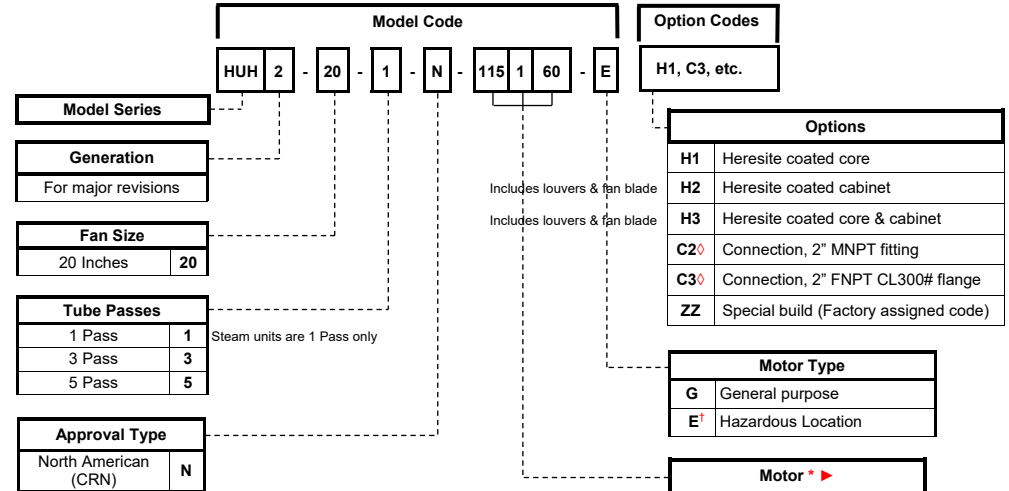 Model Code
Option Codes
HUH 2 - 20 - 1 - N - 115 1 60 - E
H1, C3, etc.
Model Series
Generation
For major revisions
Fan Size
20 Inches 20
Tube Passes
1 Pass 1
Steam units are 1 Pass only
3 Pass 3
5 Pass 5
Approval Type
North American
(CRN) N
Options
H1 Heresite coated core
Includes louvers & fan blade H2 Heresite coated cabinet
Includes louvers & fan blade H3 Heresite coated core & cabinet
C2◊ Connection, 2” MNPT fitting
C3◊ Connection, 2” FNPT CL300# flange
ZZ Special build (Factory assigned code)
Motor Type
G General purpose
E† Hazardous Location
Motor * ►